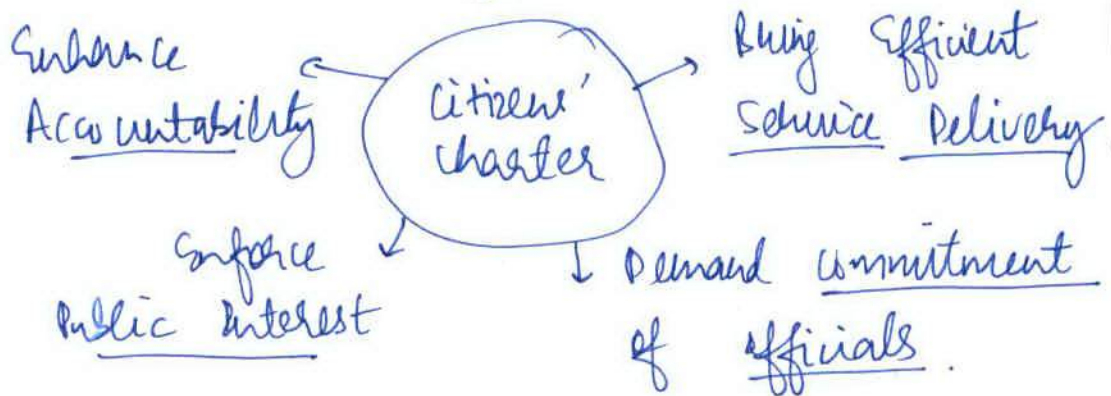 Enhance
Accountability
Citizens'
charter
Bring Efficient
Service Delivery
Enforce
Public Interest
Demand commitment
of officials.